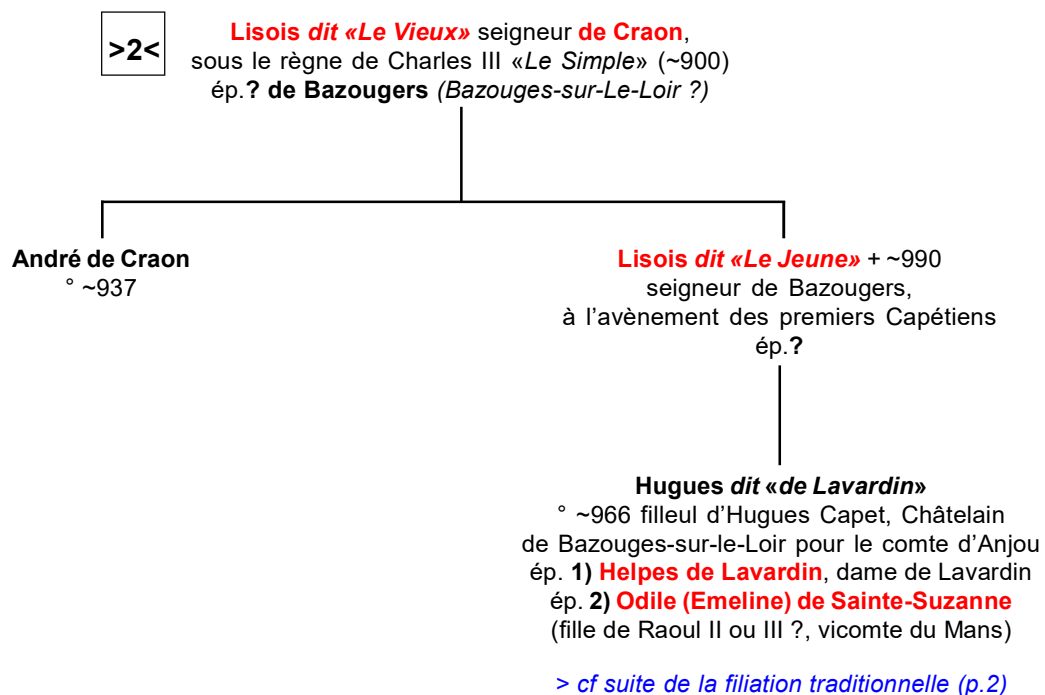 >2<
Lisois dit «Le Vieux» seigneur de Craon,
sous le règne de Charles III «Le Simple» (~900)
ép.? de Bazougers (Bazouges-sur-Le-Loir ?)
André de Craon
° ~937
Lisois dit «Le Jeune» + ~990
seigneur de Bazougers,
à l'avènement des premiers Capétiens
ép.?
Hugues dit «de Lavardin»
° ~966 filleul d'Hugues Capet, Châtelain
de Bazouges-sur-le-Loir pour le comte d'Anjou
ép. 1) Helpes de Lavardin, dame de Lavardin
ép. 2) Odile (Emeline) de Sainte-Suzanne
(fille de Raoul II ou III ?, vicomte du Mans)
> cf suite de la filiation traditionnelle (p.2)